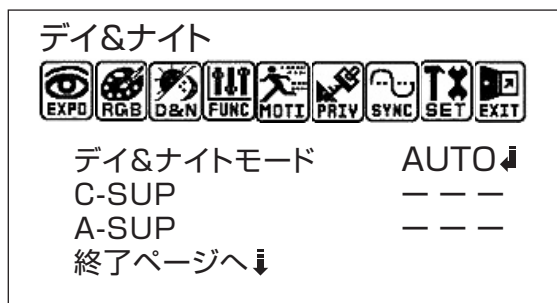 デイ&ナイト
EXPO RGB D&N FUNC MOTI PRIV SYNC SET EXIT
デイ&ナイトモード AUTO
C-SUP ー ー ー
A-SUP ー ー ー
終了ページへ